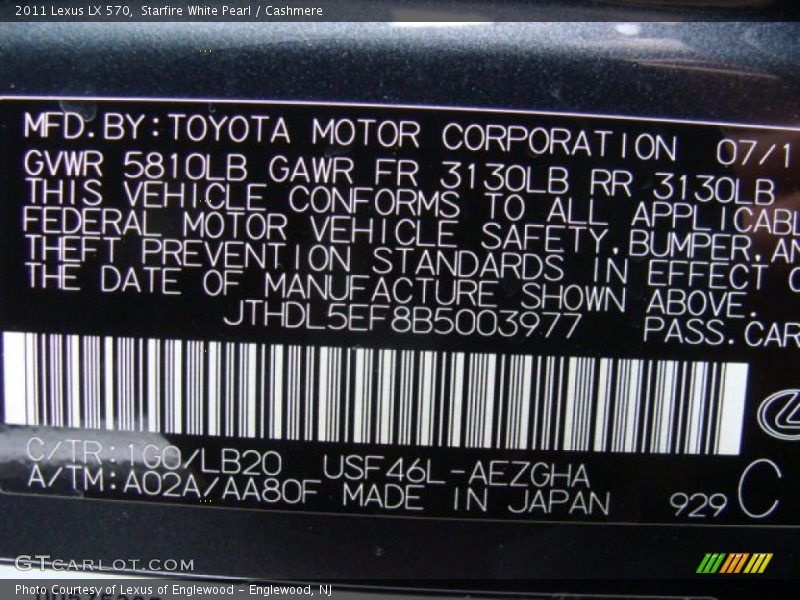 2011 Lexus LX 570, Starfire White Pearl / Cashmere
MFD.BY:TOYOTA MOTOR CORPORATION 07/1
GVWR 5810LB GAWR FR 3130LB RR 3130LB
THIS VEHICLE CONFORMS TO ALL APPLICABL
FEDERAL MOTOR VEHICLE SAFETY,BUMPER,AN
THEFT PREVENTION STANDARDS IN EFFECT O
THE DATE OF MANUFACTURE SHOWN ABOVE.
JTHDL5EF8B5003977 PASS.CAR
C/TR:1G0/LB20 USF46L-AEZGHA
A/TM:A02A/AA80F MADE IN JAPAN 929 C
GTCARLOT.COM
Photo Courtesy of Lexus of Englewood - Englewood, NJ